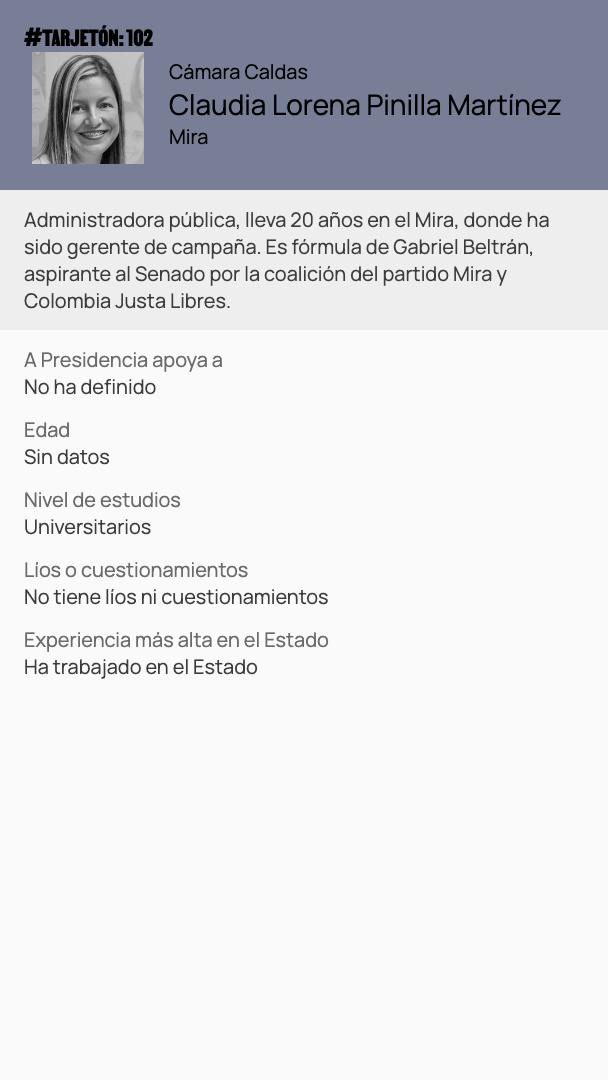 #TARJETÓN: 102
Cámara Caldas
Claudia Lorena Pinilla Martínez
Mira
Administradora pública, lleva 20 años en el Mira, donde ha
sido gerente de campaña. Es fórmula de Gabriel Beltrán,
aspirante al Senado por la coalición del partido Mira y
Colombia Justa Libres.
A Presidencia apoya a
No ha definido
Edad
Sin datos
Nivel de estudios
Universitarios
Líos o cuestionamientos
No tiene líos ni cuestionamientos
Experiencia más alta en el Estado
Ha trabajado en el Estado